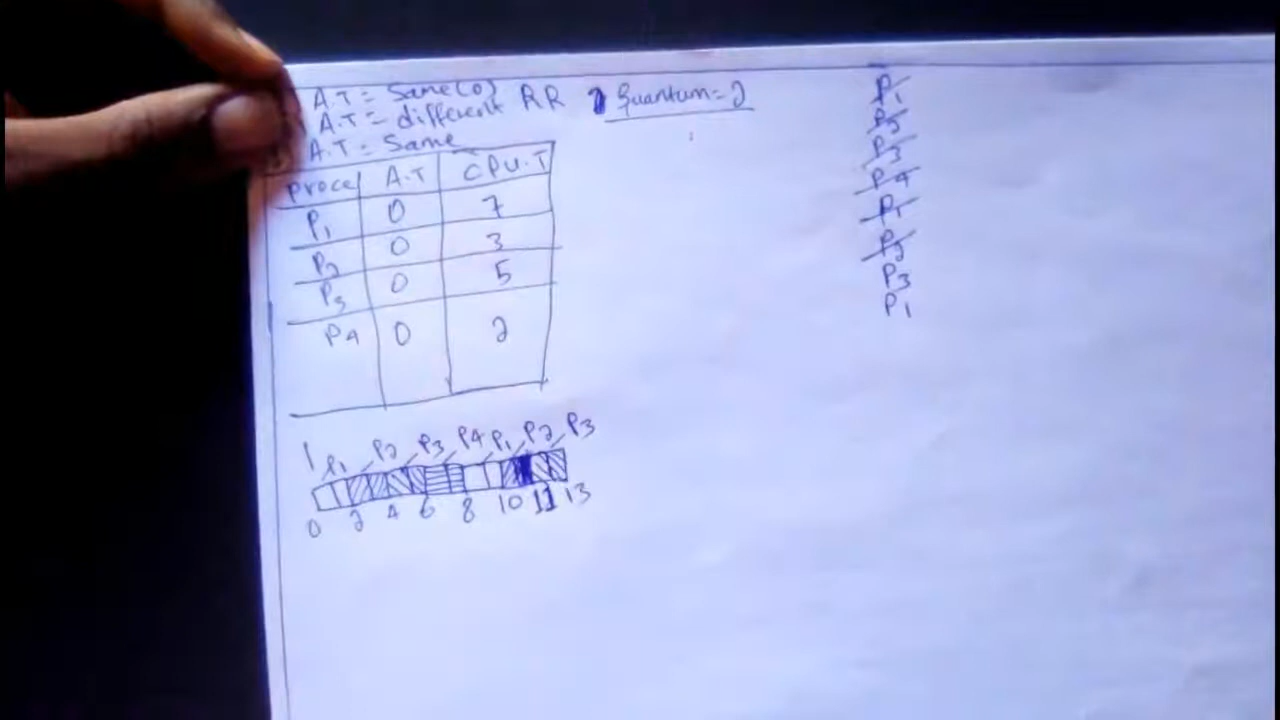 A.T = Same(0)
A.T = different RR Quantum = 2
A.T = Same
Proce A.T CPU.T
P1 0 7
P2 0 3
P3 0 5
P4 0 2
P1 P2 P3 P4 P1 P2 P3
0 2 4 6 8 10 11 13
P1
P2
P3
P4
P1
P2
P3
P1